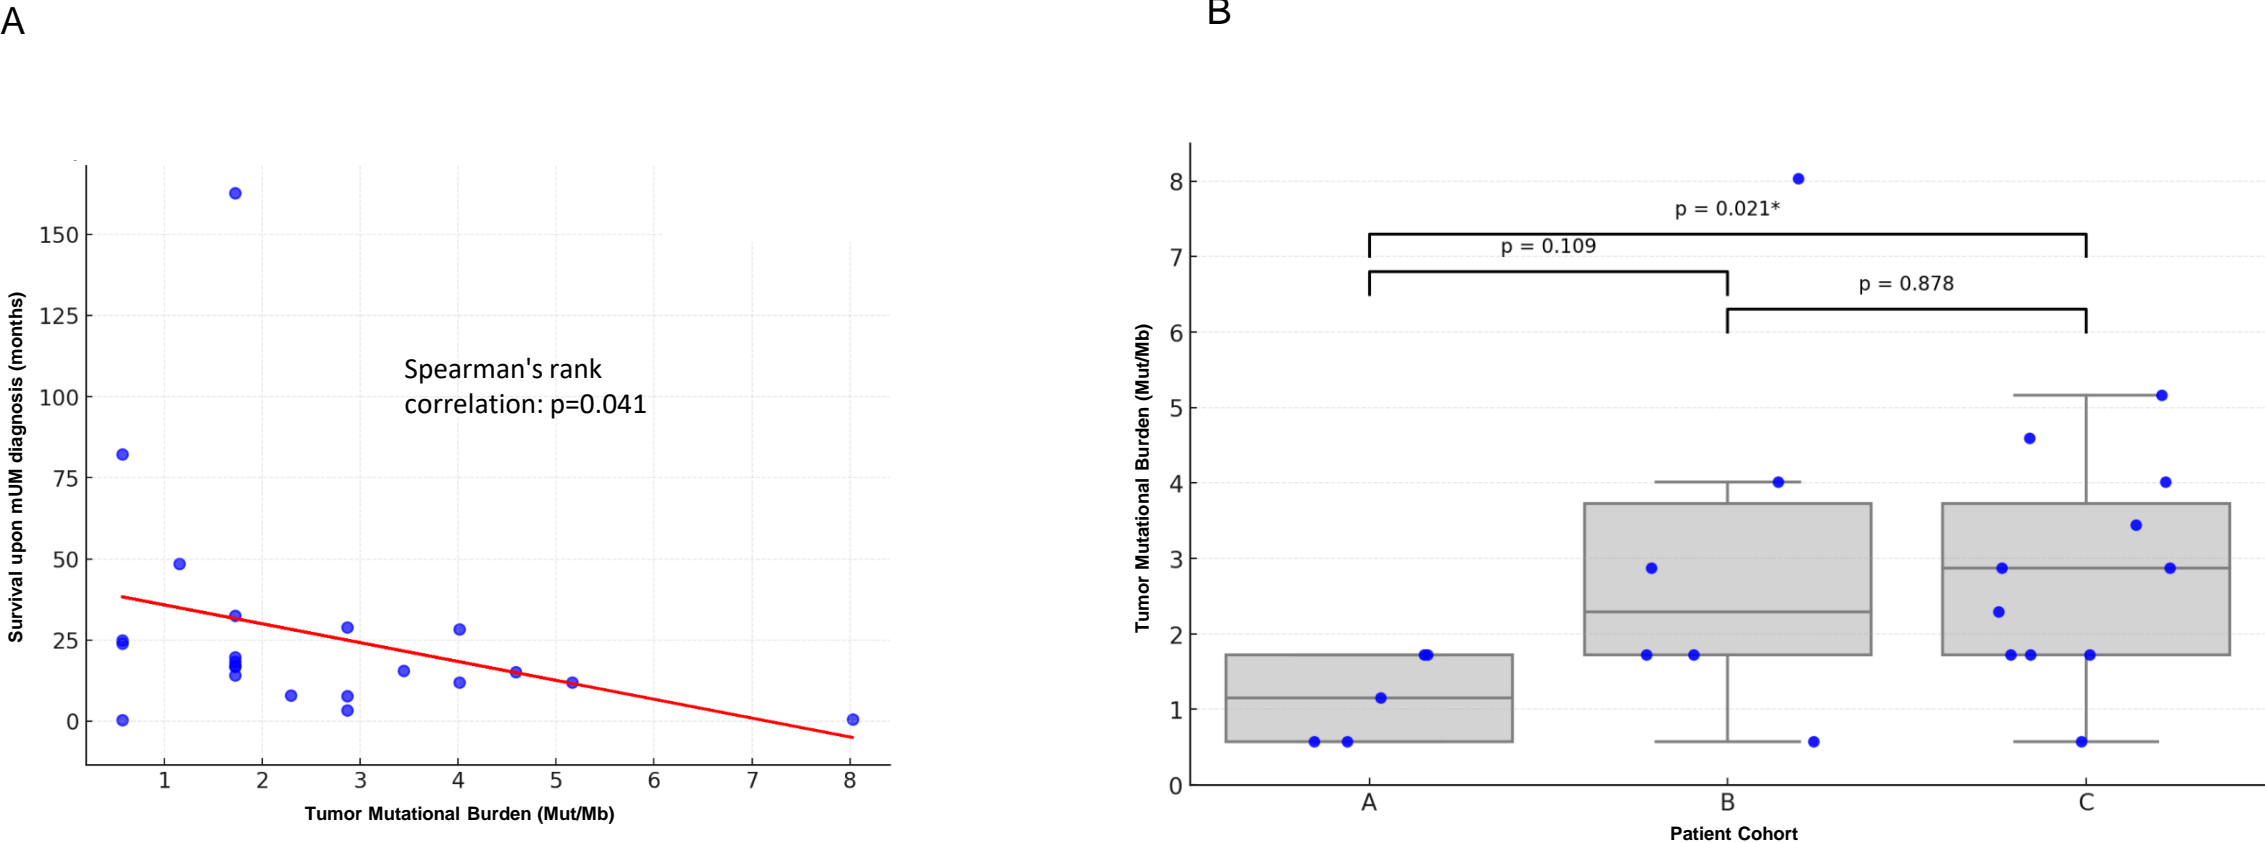 A
B
Survival upon mUM diagnosis (months)
150
125
100
75
50
25
0
Spearman's rank
correlation: p=0.041
1 2 3 4 5 6 7 8
Tumor Mutational Burden (Mut/Mb)
Tumor Mutational Burden (Mut/Mb)
8
7
6
5
4
3
2
1
0
p = 0.021*
p = 0.109
p = 0.878
A B C
Patient Cohort